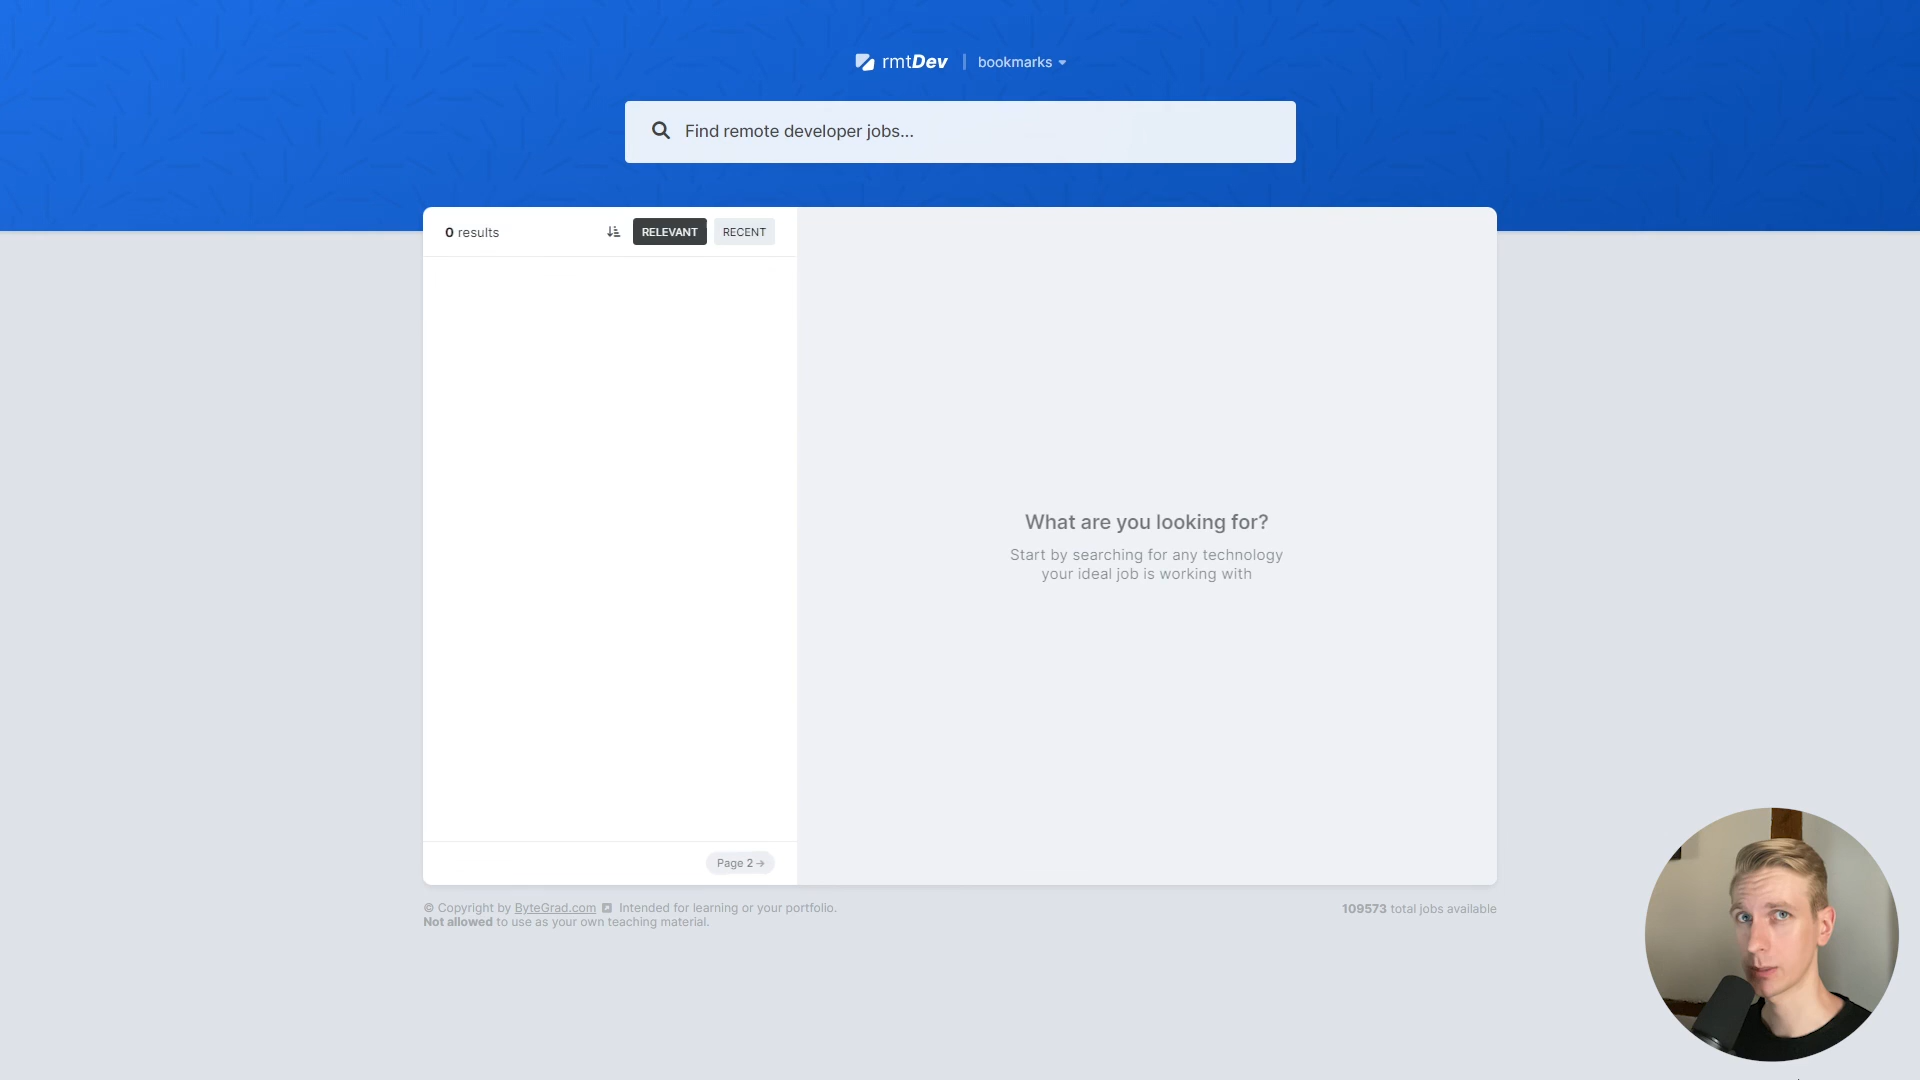 rmtDev | bookmarks
Find remote developer jobs...
0 results RELEVANT RECENT
What are you looking for?
Start by searching for any technology
your ideal job is working with
Page 2 →
© Copyright by ByteGrad.com Intended for learning or your portfolio.
Not allowed to use as your own teaching material.
109573 total jobs available